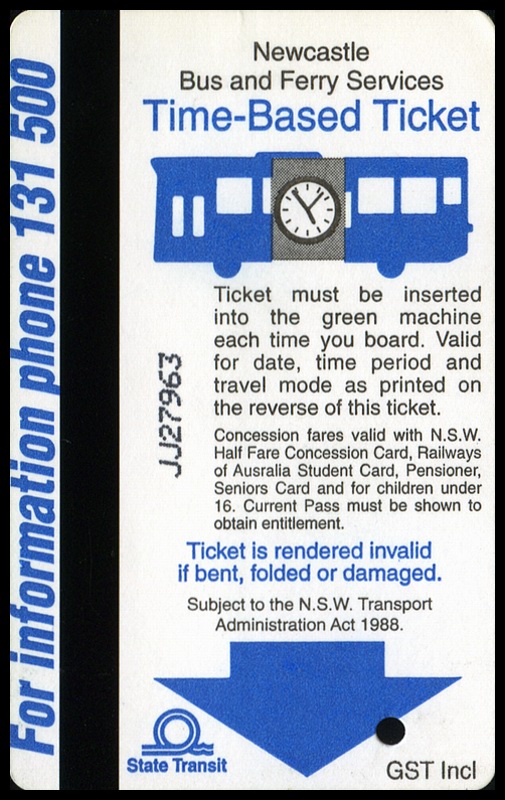 For information phone 131 500
Newcastle
Bus and Ferry Services
Time-Based Ticket
Ticket must be inserted
into the green machine
each time you board. Valid
for date, time period and
travel mode as printed on
the reverse of this ticket.
JJ27963
Concession fares valid with N.S.W.
Half Fare Concession Card, Railways
of Ausralia Student Card, Pensioner,
Seniors Card and for children under
16. Current Pass must be shown to
obtain entitlement.
Ticket is rendered invalid
if bent, folded or damaged.
Subject to the N.S.W. Transport
Administration Act 1988.
State Transit
GST Incl